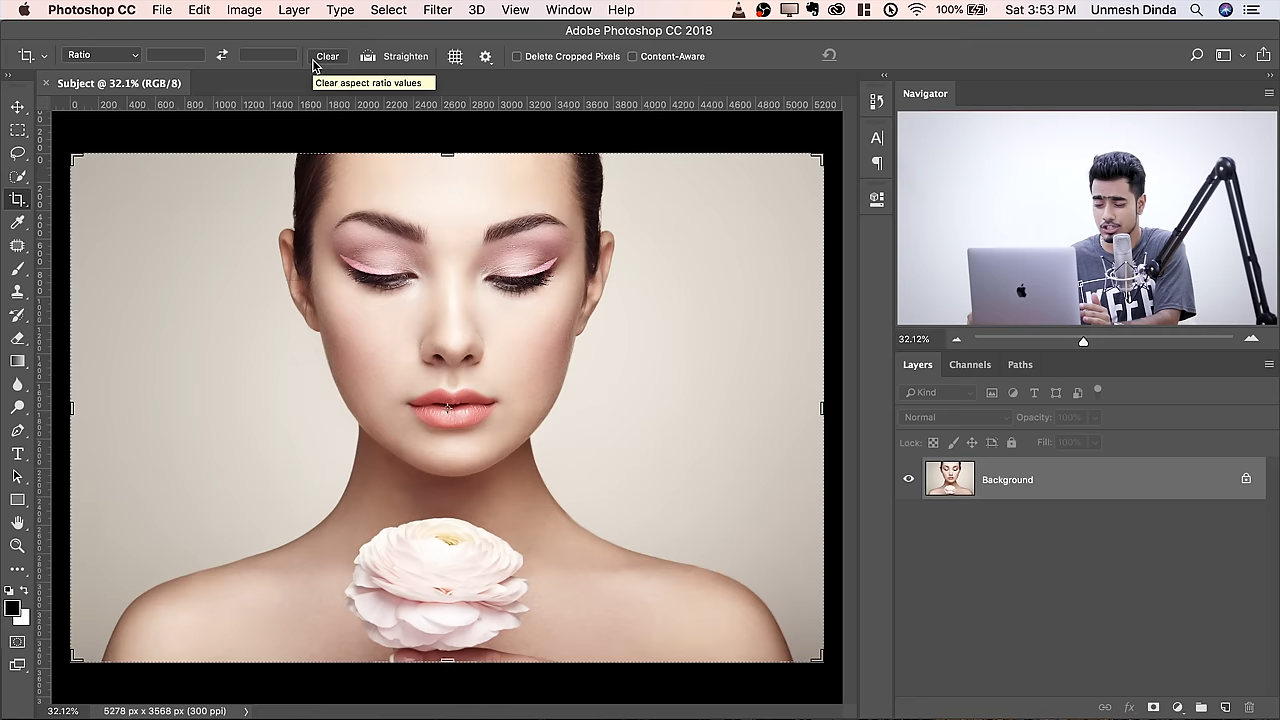 Photoshop CC File Edit Image Layer Type Select Filter 3D View Window Help 100% Sat 3:53 PM Unmesh Dinda
Adobe Photoshop CC 2018
Ratio Clear Straighten Delete Cropped Pixels Content-Aware
Clear aspect ratio values
× Subject @ 32.1% (RGB/8)
0 200 400 600 800 1000 1200 1400 1600 1800 2000 2200 2400 2600 2800 3000 3200 3400 3600 3800 4000 4200 4400 4600 4800 5000 5200
Navigator
32.12%
Layers Channels Paths
Kind
Normal Opacity: 100%
Lock: Fill: 100%
Background
32.12% 5278 px x 3568 px (300 ppi)